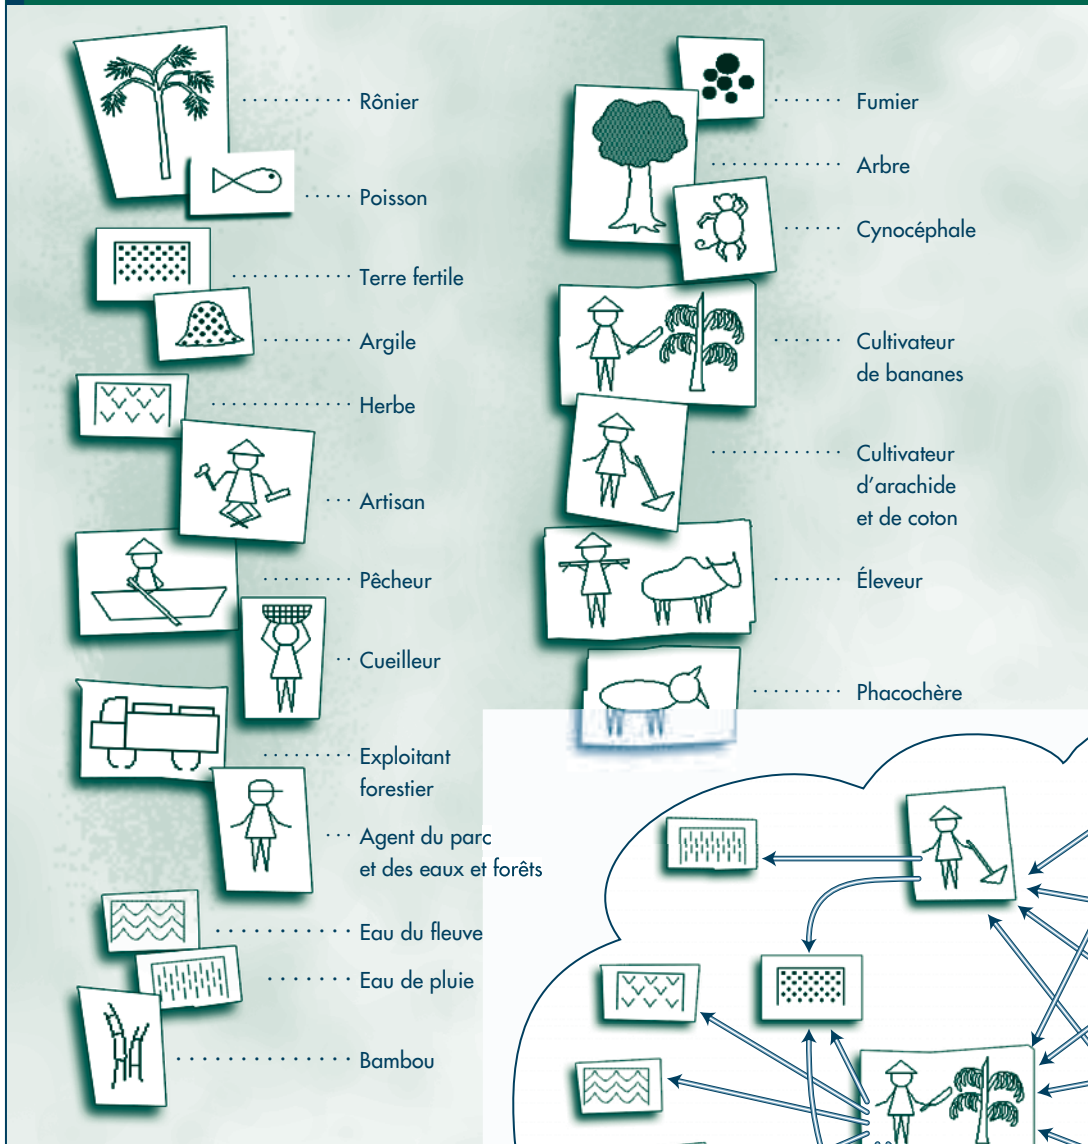 Rônier
Poisson
Terre fertile
Argile
Herbe
Artisan
Pêcheur
Cueilleur
Exploitant
forestier
Agent du parc
et des eaux et forêts
Eau du fleuve
Eau de pluie
Bambou
Fumier
Arbre
Cynocéphale
Cultivateur
de bananes
Cultivateur
d'arachide
et de coton
Éleveur
Phacochère